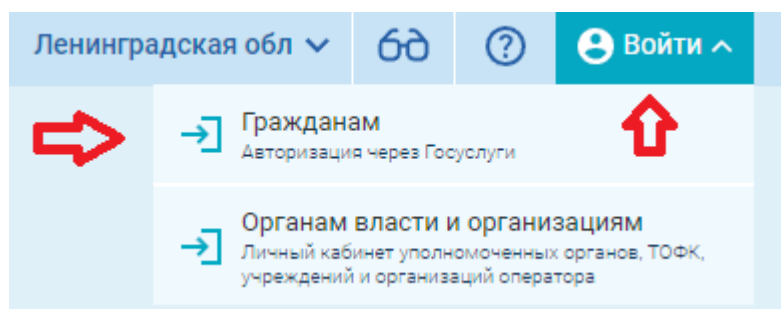 Ленинградская обл
Войти
Гражданам
Авторизация через Госуслуги
Органам власти и организациям
Личный кабинет уполномоченных органов, ТОФК,
учреждений и организаций оператора